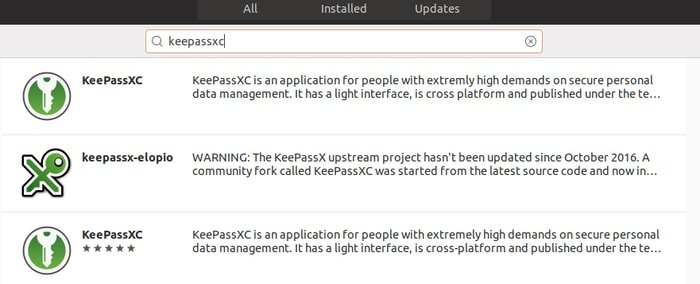 All Installed Updates
keepassxc
KeePassXC
KeePassXC is an application for people with extremly high demands on secure personal
data management. It has a light interface, is cross platform and published under the te...
keepassx-elopio
WARNING: The KeePassX upstream project hasn't been updated since October 2016. A
community fork called KeePassXC was started from the latest source code and now in...
KeePassXC
KeePassXC is an application for people with extremely high demands on secure personal
data management. It has a light interface, is cross-platform and published under the te...